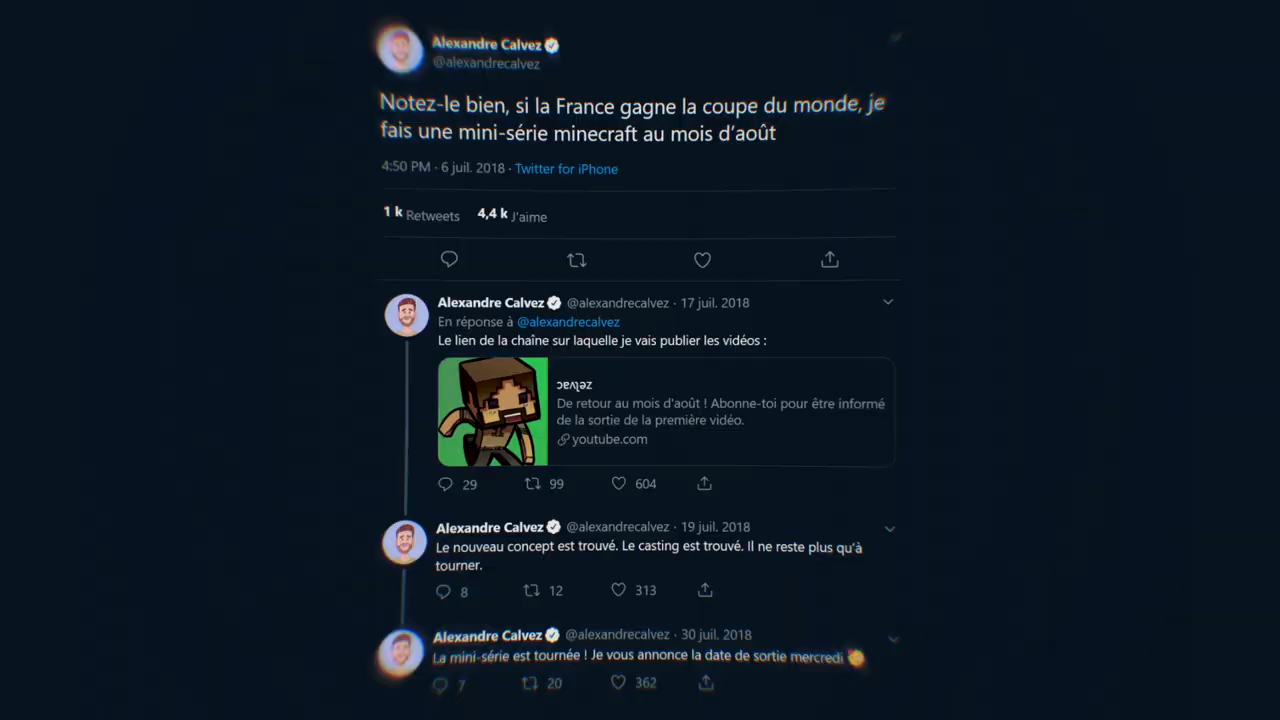 Alexandre Calvez
@alexandrecalvez
Notez-le bien, si la France gagne la coupe du monde, je
fais une mini-série minecraft au mois d’août
4:50 PM · 6 juil. 2018 · Twitter for iPhone
1 k Retweets 4,4 k J'aime
Alexandre Calvez @alexandrecalvez · 17 juil. 2018
En réponse à @alexandrecalvez
Le lien de la chaîne sur laquelle je vais publier les vidéos :
ɔɐʌlǝz
De retour au mois d'août ! Abonne-toi pour être informé
de la sortie de la première vidéo.
youtube.com
29 99 604
Alexandre Calvez @alexandrecalvez · 19 juil. 2018
Le nouveau concept est trouvé. Le casting est trouvé. Il ne reste plus qu'à
tourner.
8 12 313
Alexandre Calvez @alexandrecalvez · 30 juil. 2018
La mini-série est tournée ! Je vous annonce la date de sortie mercredi
7 20 362